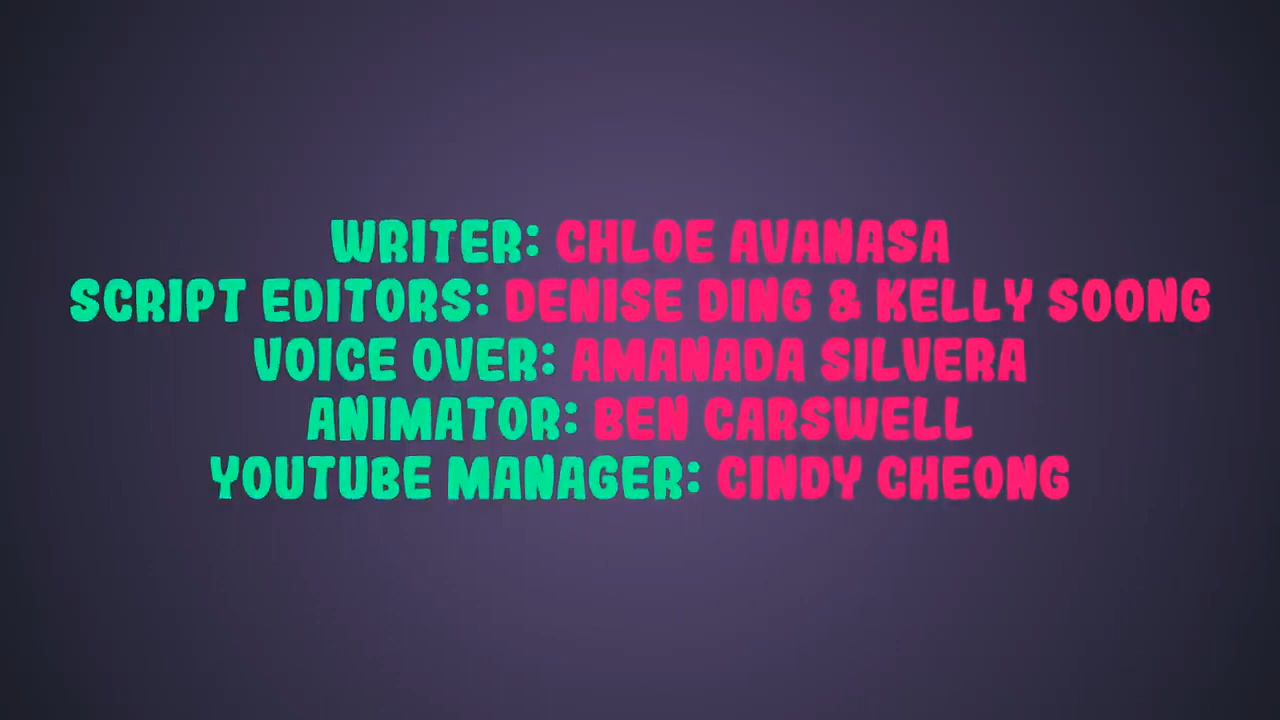 WRITER: CHLOE AVANASA
SCRIPT EDITORS: DENISE DING & KELLY SOONG
VOICE OVER: AMANADA SILVERA
ANIMATOR: BEN CARSWELL
YOUTUBE MANAGER: CINDY CHEONG